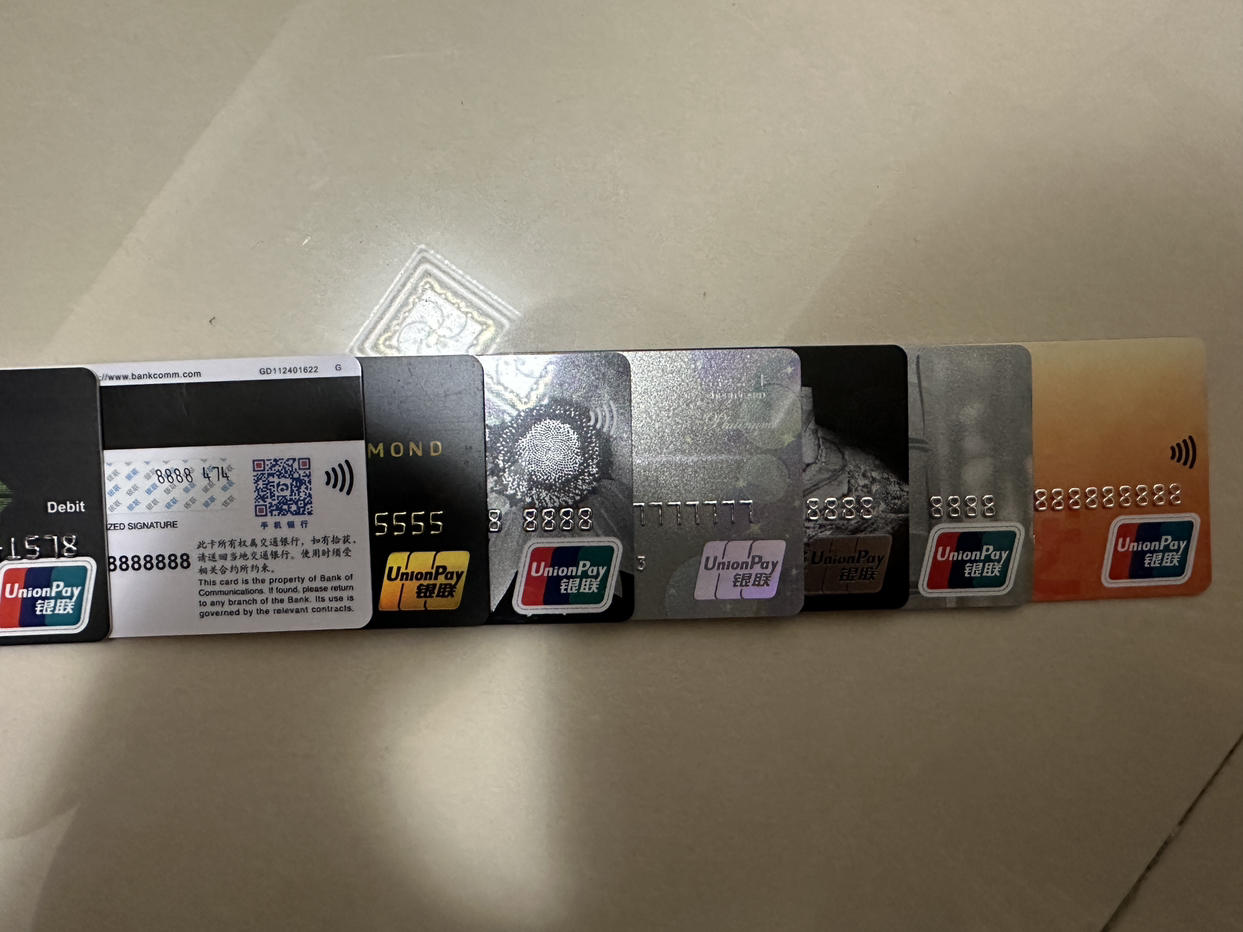 Debit
1578
UnionPay
银联
://www.bankcomm.com
GD112401622 G
8888 474
手机银行
ZED SIGNATURE
8888888
此卡所有权属交通银行，如有拾获，
请送回当地交通银行。使用时须受
相关合约所约束。
This card is the property of Bank of
Communications. If found, please return
to any branch of the Bank. Its use is
governed by the relevant contracts.
MOND
5555
UnionPay
银联
8 8888
UnionPay
银联
Platinum
7777777
3
UnionPay
银联
8888
UnionPay
银联
8888
UnionPay
银联
888888888
UnionPay
银联